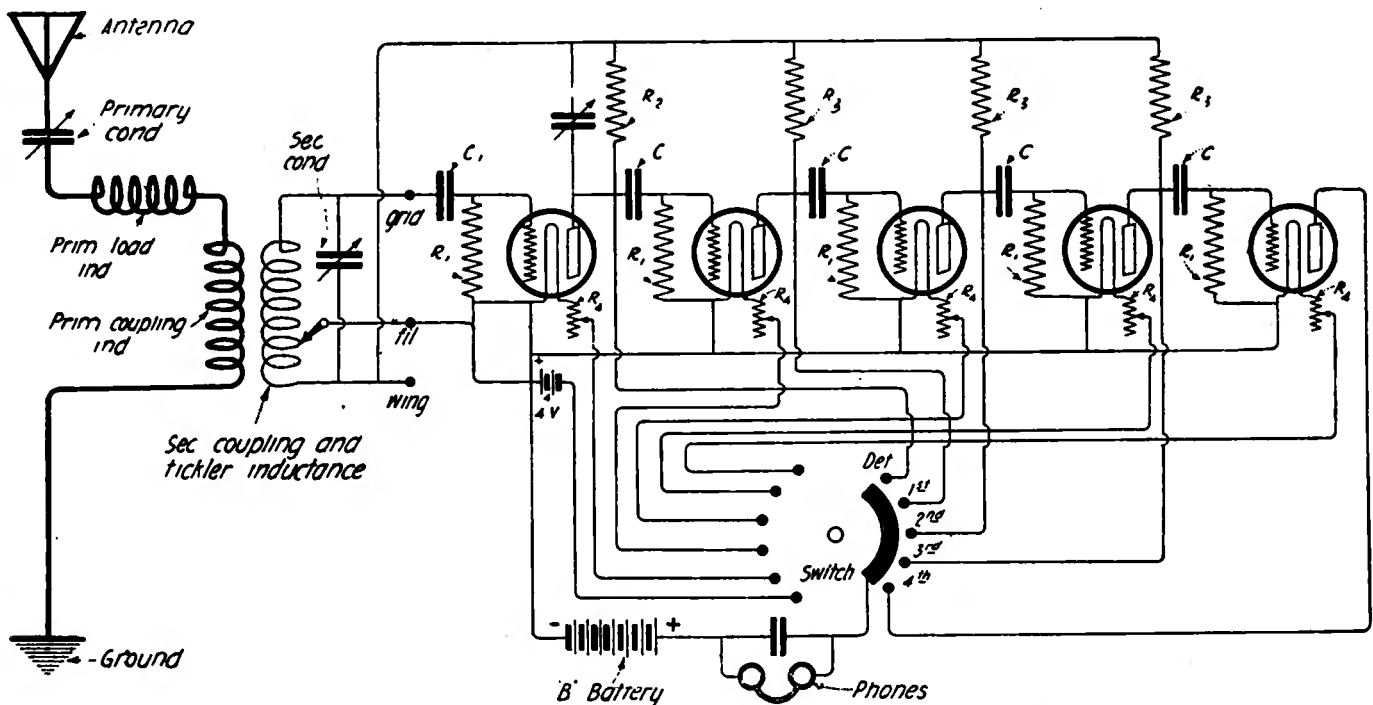 Antenna
Primary
cond
Prim load
ind
Prim coupling
ind
Sec
cond
Sec coupling and
tickler inductance
-Ground
grid
fil
wing
C1
R1
R2
C
R1
R4
R3
C
R1
R4
R3
C
R1
R4
R3
C
R1
R4
R4
+
4V
Det
1st
2nd
3rd
4th
Switch
- +
"B" Battery
Phones